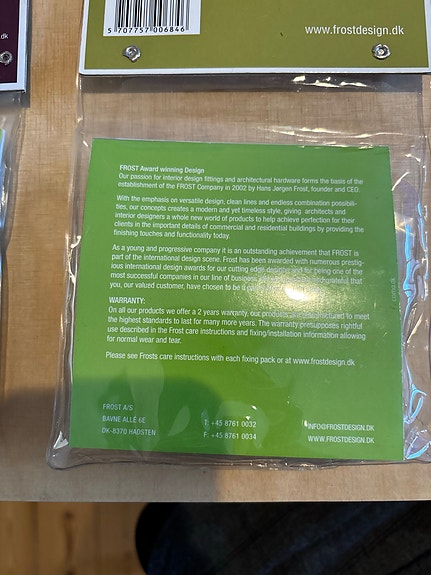 5 707757 006846
www.frostdesign.dk
.dk
FROST Award winning Design
Our passion for interior design fittings and architectural hardware forms the basis of the
establishment of the FROST Company in 2002 by Hans Jørgen Frost, founder and CEO.
With the emphasis on versatile design, clean lines and endless combination possibili-
ties, our concepts creates a modern and yet timeless style, giving architects and
interior designers a whole new world of products to help achieve perfection for their
clients in the important details of commercial and residential buildings by providing the
finishing touches and functionality today.
As a young and progressive company it is an outstanding achievement that FROST is
part of the international design scene. Frost has been awarded with numerous prestig-
ious international design awards for our cutting edge designs and for being one of the
most successful companies in our line of business. grateful that
you, our valued customer, have chosen to be a
WARRANTY:
On all our products we offer a 2 years warranty, our products are manufactured to meet
the highest standards to last for many more years. The warranty presupposes rightful
use described in the Frost care instructions and fixing/installation information allowing
for normal wear and tear.
Please see Frosts care instructions with each fixing pack or at www.frostdesign.dk
FROST A/S
BAVNE ALLÉ 6E
DK-8370 HADSTEN
T: +45 8761 0032
F: +45 8761 0034
INFO@FROSTDESIGN.DK
WWW.FROSTDESIGN.DK